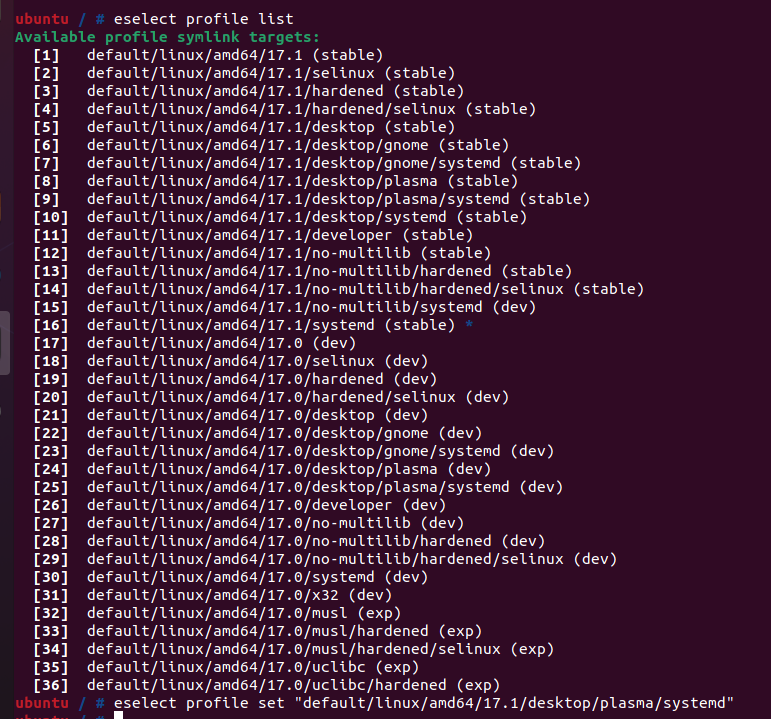 ubuntu / # eselect profile list
Available profile symlink targets:
[1] default/linux/amd64/17.1 (stable)
[2] default/linux/amd64/17.1/selinux (stable)
[3] default/linux/amd64/17.1/hardened (stable)
[4] default/linux/amd64/17.1/hardened/selinux (stable)
[5] default/linux/amd64/17.1/desktop (stable)
[6] default/linux/amd64/17.1/desktop/gnome (stable)
[7] default/linux/amd64/17.1/desktop/gnome/systemd (stable)
[8] default/linux/amd64/17.1/desktop/plasma (stable)
[9] default/linux/amd64/17.1/desktop/plasma/systemd (stable)
[10] default/linux/amd64/17.1/desktop/systemd (stable)
[11] default/linux/amd64/17.1/developer (stable)
[12] default/linux/amd64/17.1/no-multilib (stable)
[13] default/linux/amd64/17.1/no-multilib/hardened (stable)
[14] default/linux/amd64/17.1/no-multilib/hardened/selinux (stable)
[15] default/linux/amd64/17.1/no-multilib/systemd (dev)
[16] default/linux/amd64/17.1/systemd (stable) *
[17] default/linux/amd64/17.0 (dev)
[18] default/linux/amd64/17.0/selinux (dev)
[19] default/linux/amd64/17.0/hardened (dev)
[20] default/linux/amd64/17.0/hardened/selinux (dev)
[21] default/linux/amd64/17.0/desktop (dev)
[22] default/linux/amd64/17.0/desktop/gnome (dev)
[23] default/linux/amd64/17.0/desktop/gnome/systemd (dev)
[24] default/linux/amd64/17.0/desktop/plasma (dev)
[25] default/linux/amd64/17.0/desktop/plasma/systemd (dev)
[26] default/linux/amd64/17.0/developer (dev)
[27] default/linux/amd64/17.0/no-multilib (dev)
[28] default/linux/amd64/17.0/no-multilib/hardened (dev)
[29] default/linux/amd64/17.0/no-multilib/hardened/selinux (dev)
[30] default/linux/amd64/17.0/systemd (dev)
[31] default/linux/amd64/17.0/x32 (dev)
[32] default/linux/amd64/17.0/musl (exp)
[33] default/linux/amd64/17.0/musl/hardened (exp)
[34] default/linux/amd64/17.0/musl/hardened/selinux (exp)
[35] default/linux/amd64/17.0/uclibc (exp)
[36] default/linux/amd64/17.0/uclibc/hardened (exp)
ubuntu / # eselect profile set "default/linux/amd64/17.1/desktop/plasma/systemd"
ubuntu / #